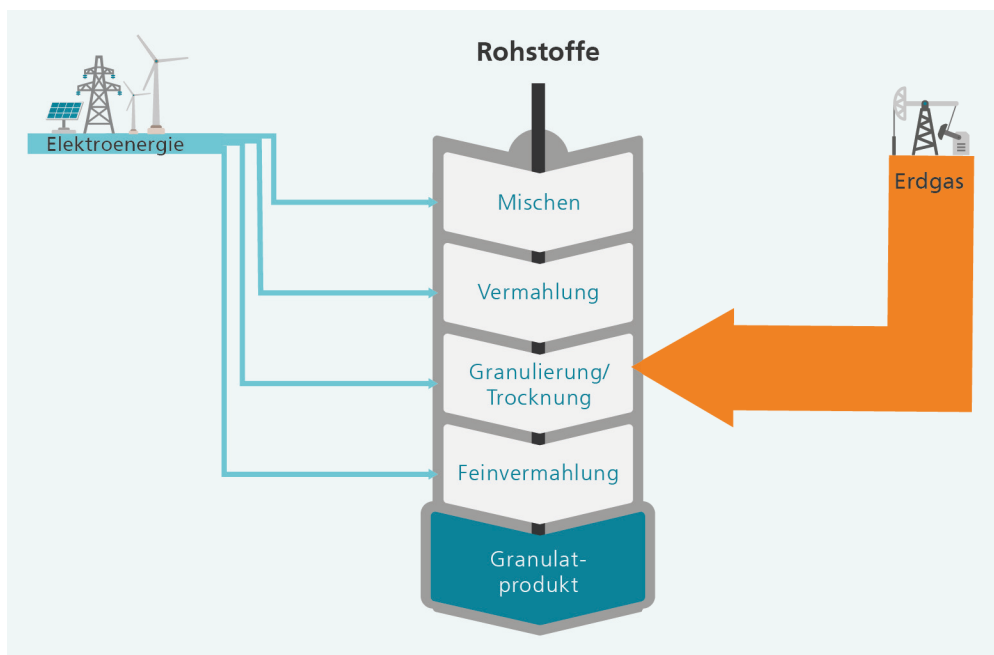 Rohstoffe
Elektroenergie
Erdgas
Mischen
Vermahlung
Granulierung/
Trocknung
Feinvermahlung
Granulat-
produkt